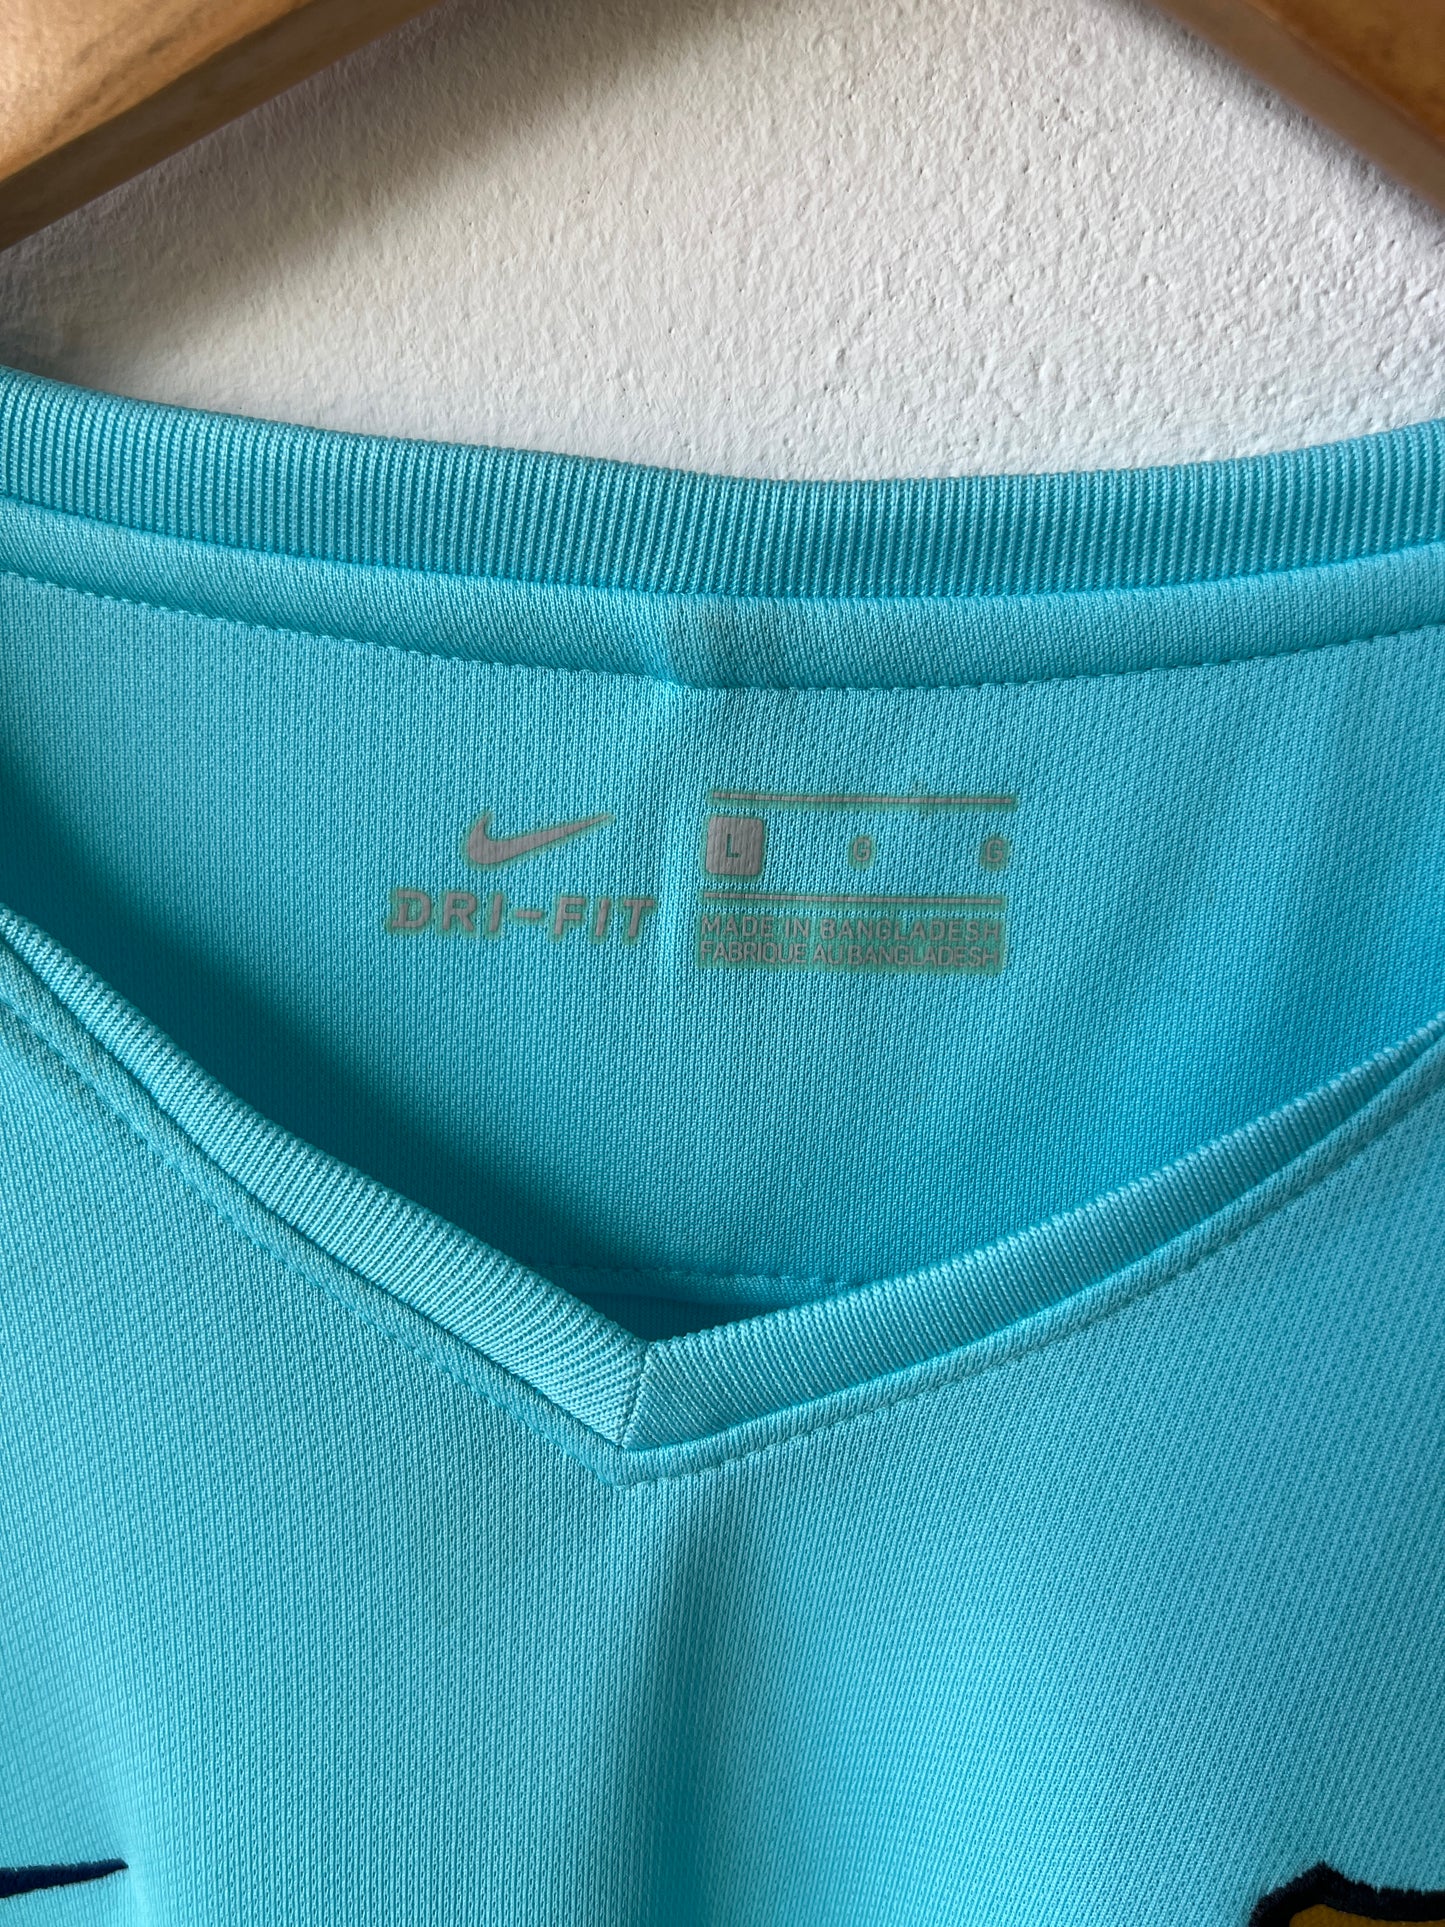 DRI-FIT
L G G
MADE IN BANGLADESH
FABRIQUE AU BANGLADESH